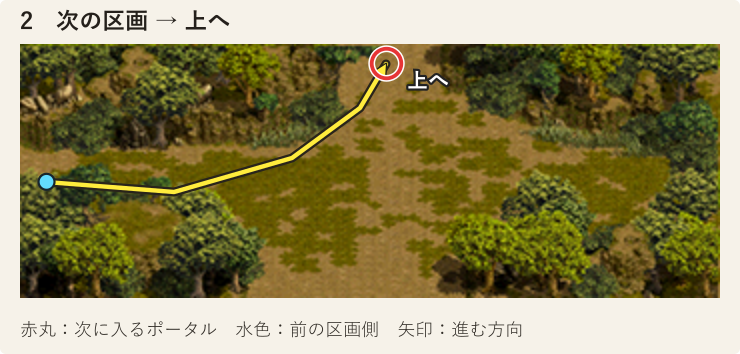 2　次の区画 → 上へ
上へ
赤丸：次に入るポータル　水色：前の区画側　矢印：進む方向